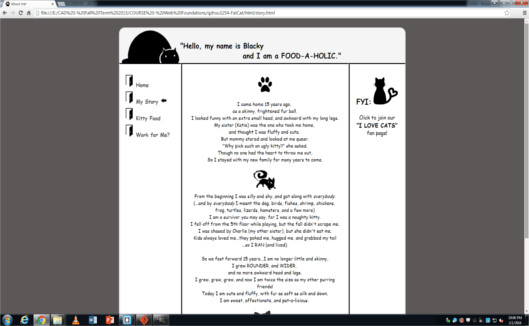 About me!
"Hello, my name is Blacky
and I am a FOOD-A-HOLIC."
Home
My Story
Kitty Food
Work for Me?
I came home 15 years ago,
as a skinny, frightened fur ball.
I looked funny with an extra small head, and awkward with my long legs.
My sister (Katie) was the one who took me home,
and thought I was fluffy and cute.
But mommy stared and looked at me queer.
"Why pick such an ugly kitty?" she asked.
Though no one had the heart to throw me out,
So I stayed with my new family for many years to come.
From the beginning I was silly and shy, and got along with everybody.
(...and by everybody I meant the dog, birds, fishes, shrimp, chickens,
frog, turtles, lizards, hamsters, and a few more)
I am a survivor you may say, for I was a naughty kitty.
I fell off from the 5th floor while playing, but the fall didn't scrape me.
I was chased by Charlie (my other sister), but she didn't eat me.
Kids always loved me...they poked me, hugged me, and grabbed my tail
...so I RAN (and lived).
So we fast forward 15 years...I am no longer little and skinny.
I grew ROUNDER, and WIDER,
and no more awkward head and legs.
I grew, grow, grow, and now I am twice the size as my other purring
friends!
Today I am cute and fluffy, with fur as soft as silk and down.
I am sweet, affectionate, and pet-a-licious.
FYI:
Click to join our
"I LOVE CATS"
fan page!